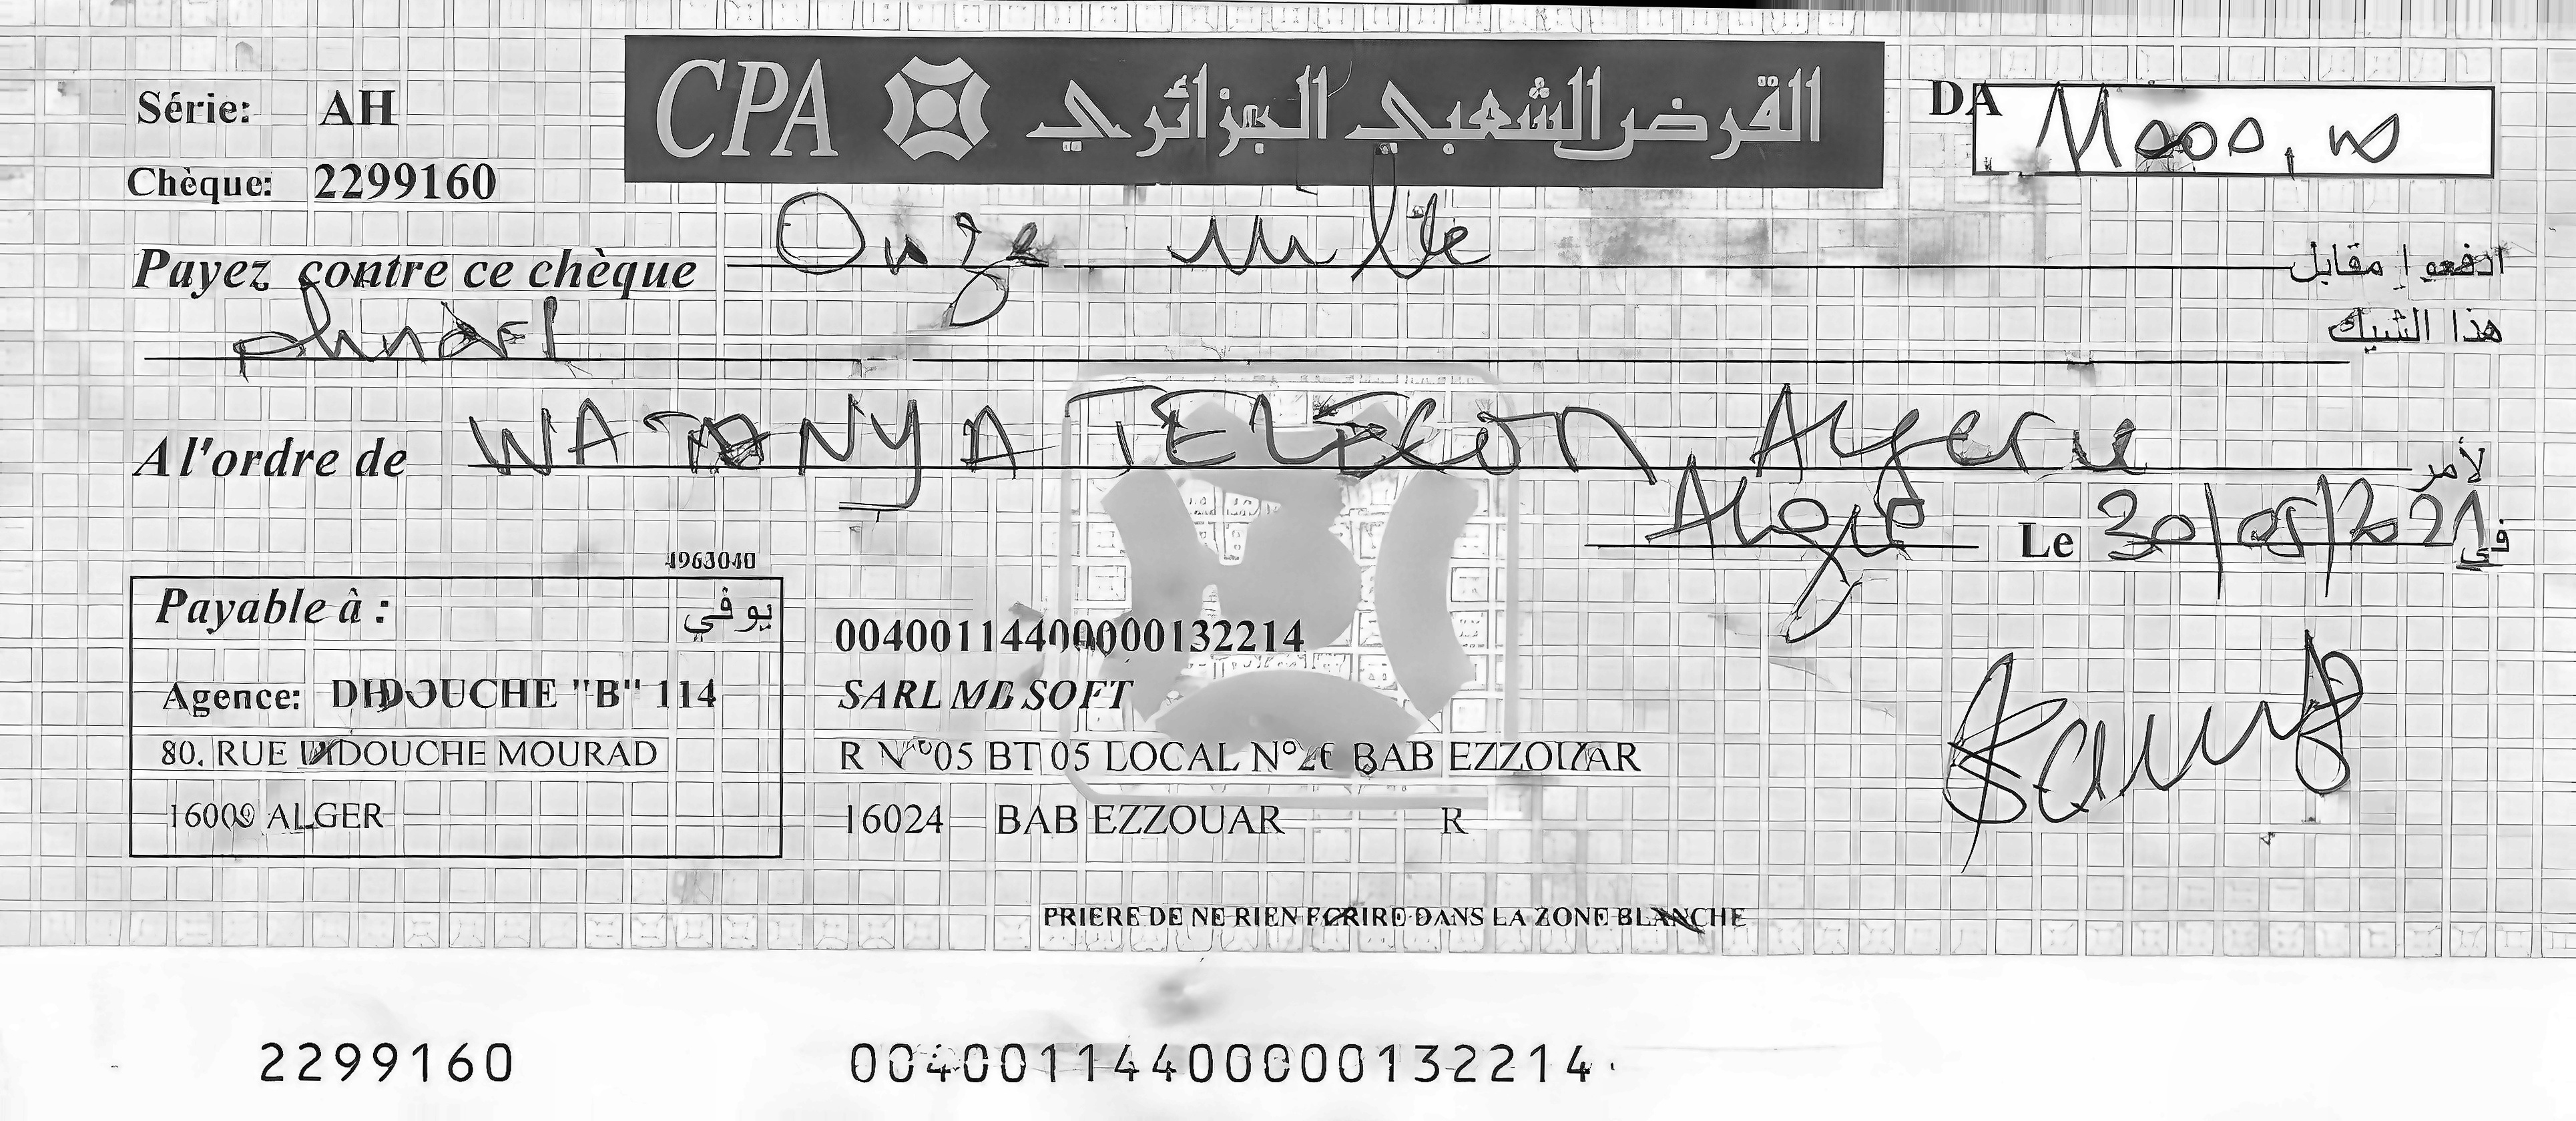 CPA القرض الشعبي الجزائري
Série: AH
DA 11000,00
Chèque: 2299160
Payez contre ce chèque Onze mille ادفعوا مقابل
هذا الشيك
A l'ordre de WATANYA TELECOM Algerie لأمر
Alger Le 30/05/2021 في
4963040
Payable à : يوفي
00400114400000132214
Agence: DIDOUCHE "B" 114
SARL MB SOFT
80. RUE DIDOUCHE MOURAD
R N°05 BT 05 LOCAL N°26 BAB EZZOUAR
16000 ALGER
16024 BAB EZZOUAR R
PRIERE DE NE RIEN ECRIRE DANS LA ZONE BLANCHE
2299160 00400114400000132214